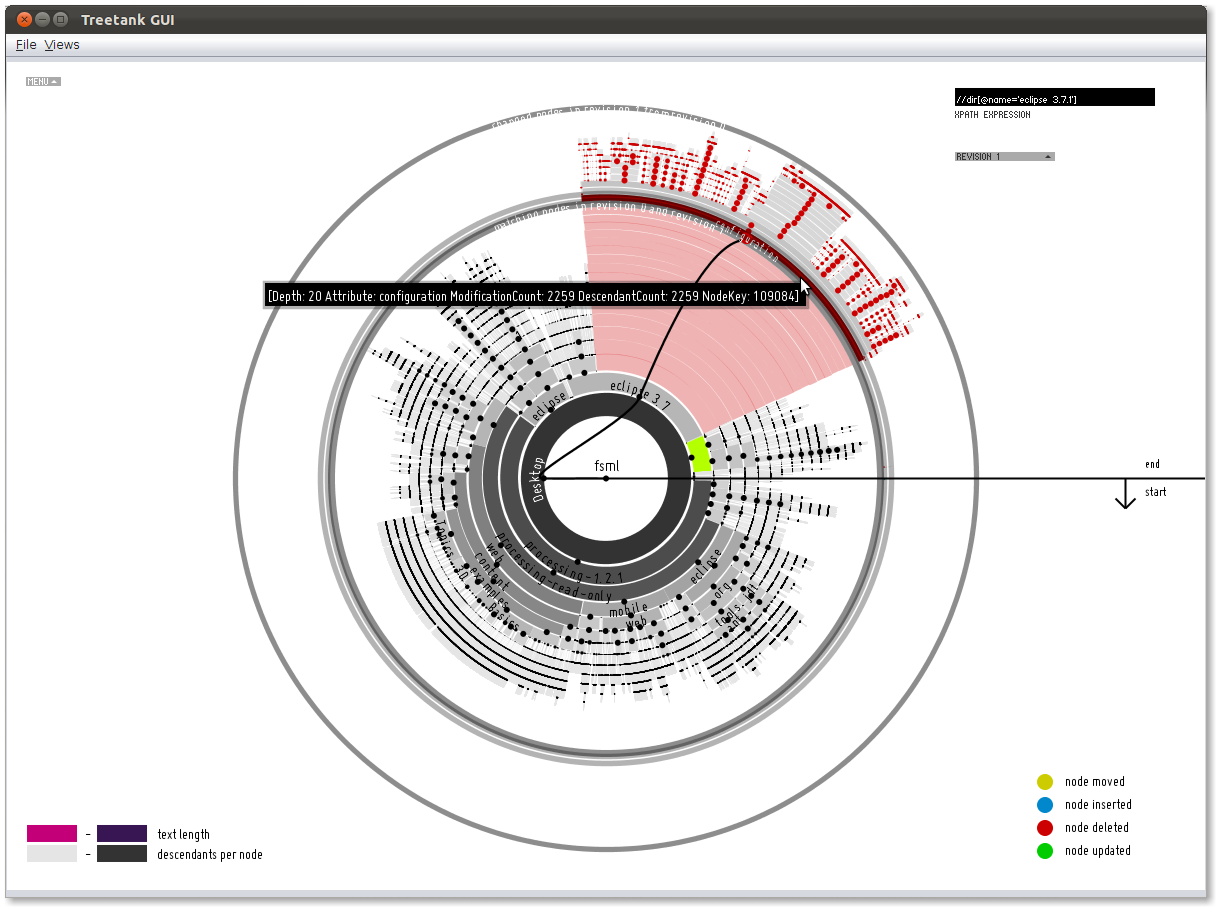 Treetank GUI
File Views
MENU
//dir[@name='eclipse 3.7.1']
XPATH EXPRESSION
REVISION 1
changed nodes in revision 1 from revision 0
matching nodes in revision 0 and revision 1
configuration
[Depth: 20 Attribute: configuration ModificationCount: 2259 DescendantCount: 2259 NodeKey: 109084]
eclipse 3.7
eclipse
fsml
Desktop
end
start
processing-1.2.1
processing-read-only
web
content
examples
Basics
Topics
3D
mobile
web
eclipse
org
tools
jdt
node moved
node inserted
node deleted
node updated
- text length
- descendants per node